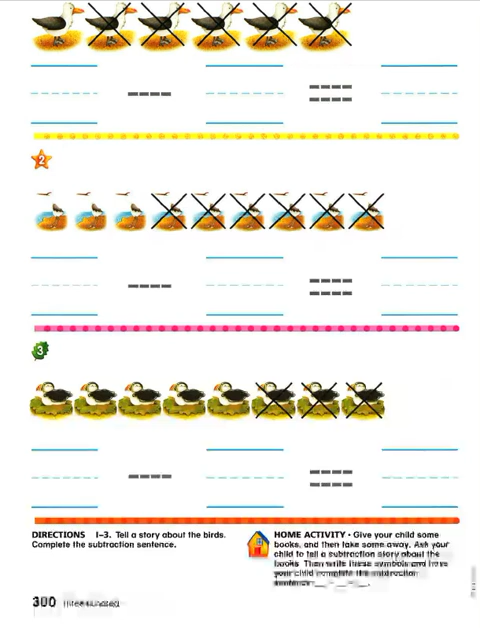 – =
2
– =
3
– =
DIRECTIONS 1–3. Tell a story about the birds.
Complete the subtraction sentence.
HOME ACTIVITY • Give your child some
books, and then take some away. Ask your
child to tell a subtraction story about the
books. Then write these symbols and have
your child complete the subtraction
300 three hundred